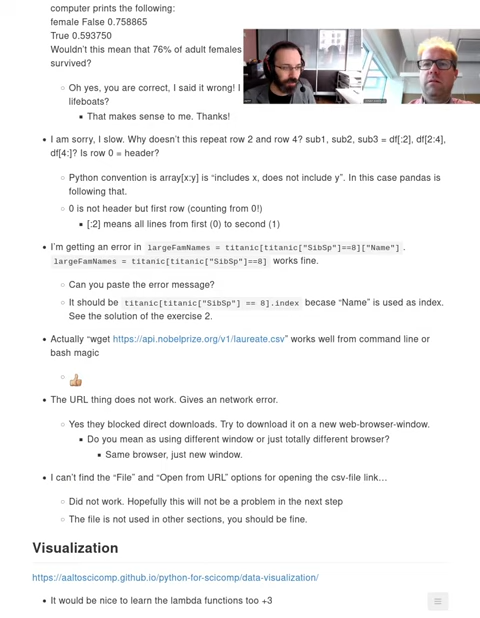 computer prints the following:
female False 0.758865
True 0.593750
Wouldn't this mean that 76% of adult females
survived?
Oh yes, you are correct, I said it wrong! I
lifeboats?
That makes sense to me. Thanks!
I am sorry, I slow. Why doesn't this repeat row 2 and row 4? sub1, sub2, sub3 = df[:2], df[2:4],
df[4:]? Is row 0 = header?
Python convention is array[x:y] is "includes x, does not include y". In this case pandas is
following that.
0 is not header but first row (counting from 0!)
[:2] means all lines from first (0) to second (1)
I'm getting an error in largeFamNames = titanic[titanic["SibSp"]==8]["Name"] .
largeFamNames = titanic[titanic["SibSp"]==8] works fine.
Can you paste the error message?
It should be titanic[titanic["SibSp"] == 8].index becase "Name" is used as index.
See the solution of the exercise 2.
Actually "wget https://api.nobelprize.org/v1/laureate.csv" works well from command line or
bash magic
The URL thing does not work. Gives an network error.
Yes they blocked direct downloads. Try to download it on a new web-browser-window.
Do you mean as using different window or just totally different browser?
Same browser, just new window.
I can't find the "File" and "Open from URL" options for opening the csv-file link…
Did not work. Hopefully this will not be a problem in the next step
The file is not used in other sections, you should be fine.
Visualization
https://aaltoscicomp.github.io/python-for-scicomp/data-visualization/
It would be nice to learn the lambda functions too +3